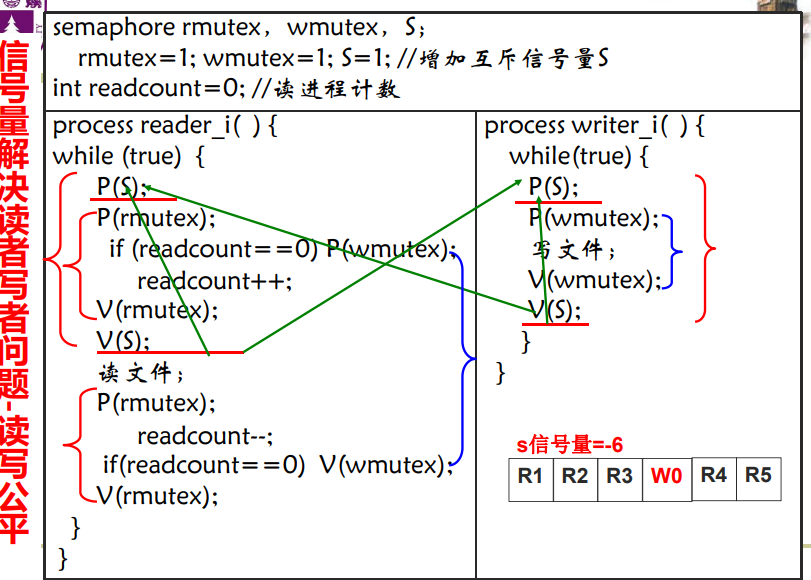 信号量解决读者写者问题-读写公平
semaphore rmutex，wmutex，S；
rmutex=1; wmutex=1; S=1; //增加互斥信号量S
int readcount=0; //读进程计数
process reader_i( ) {
while (true) {
P(S);
P(rmutex);
if (readcount==0) P(wmutex);
readcount++;
V(rmutex);
V(S);
读文件；
P(rmutex);
readcount--;
if(readcount==0) V(wmutex);
V(rmutex);
}
}
process writer_i( ) {
while(true) {
P(S);
P(wmutex);
写文件；
V(wmutex);
V(S);
}
}
s信号量=-6
R1 R2 R3 W0 R4 R5